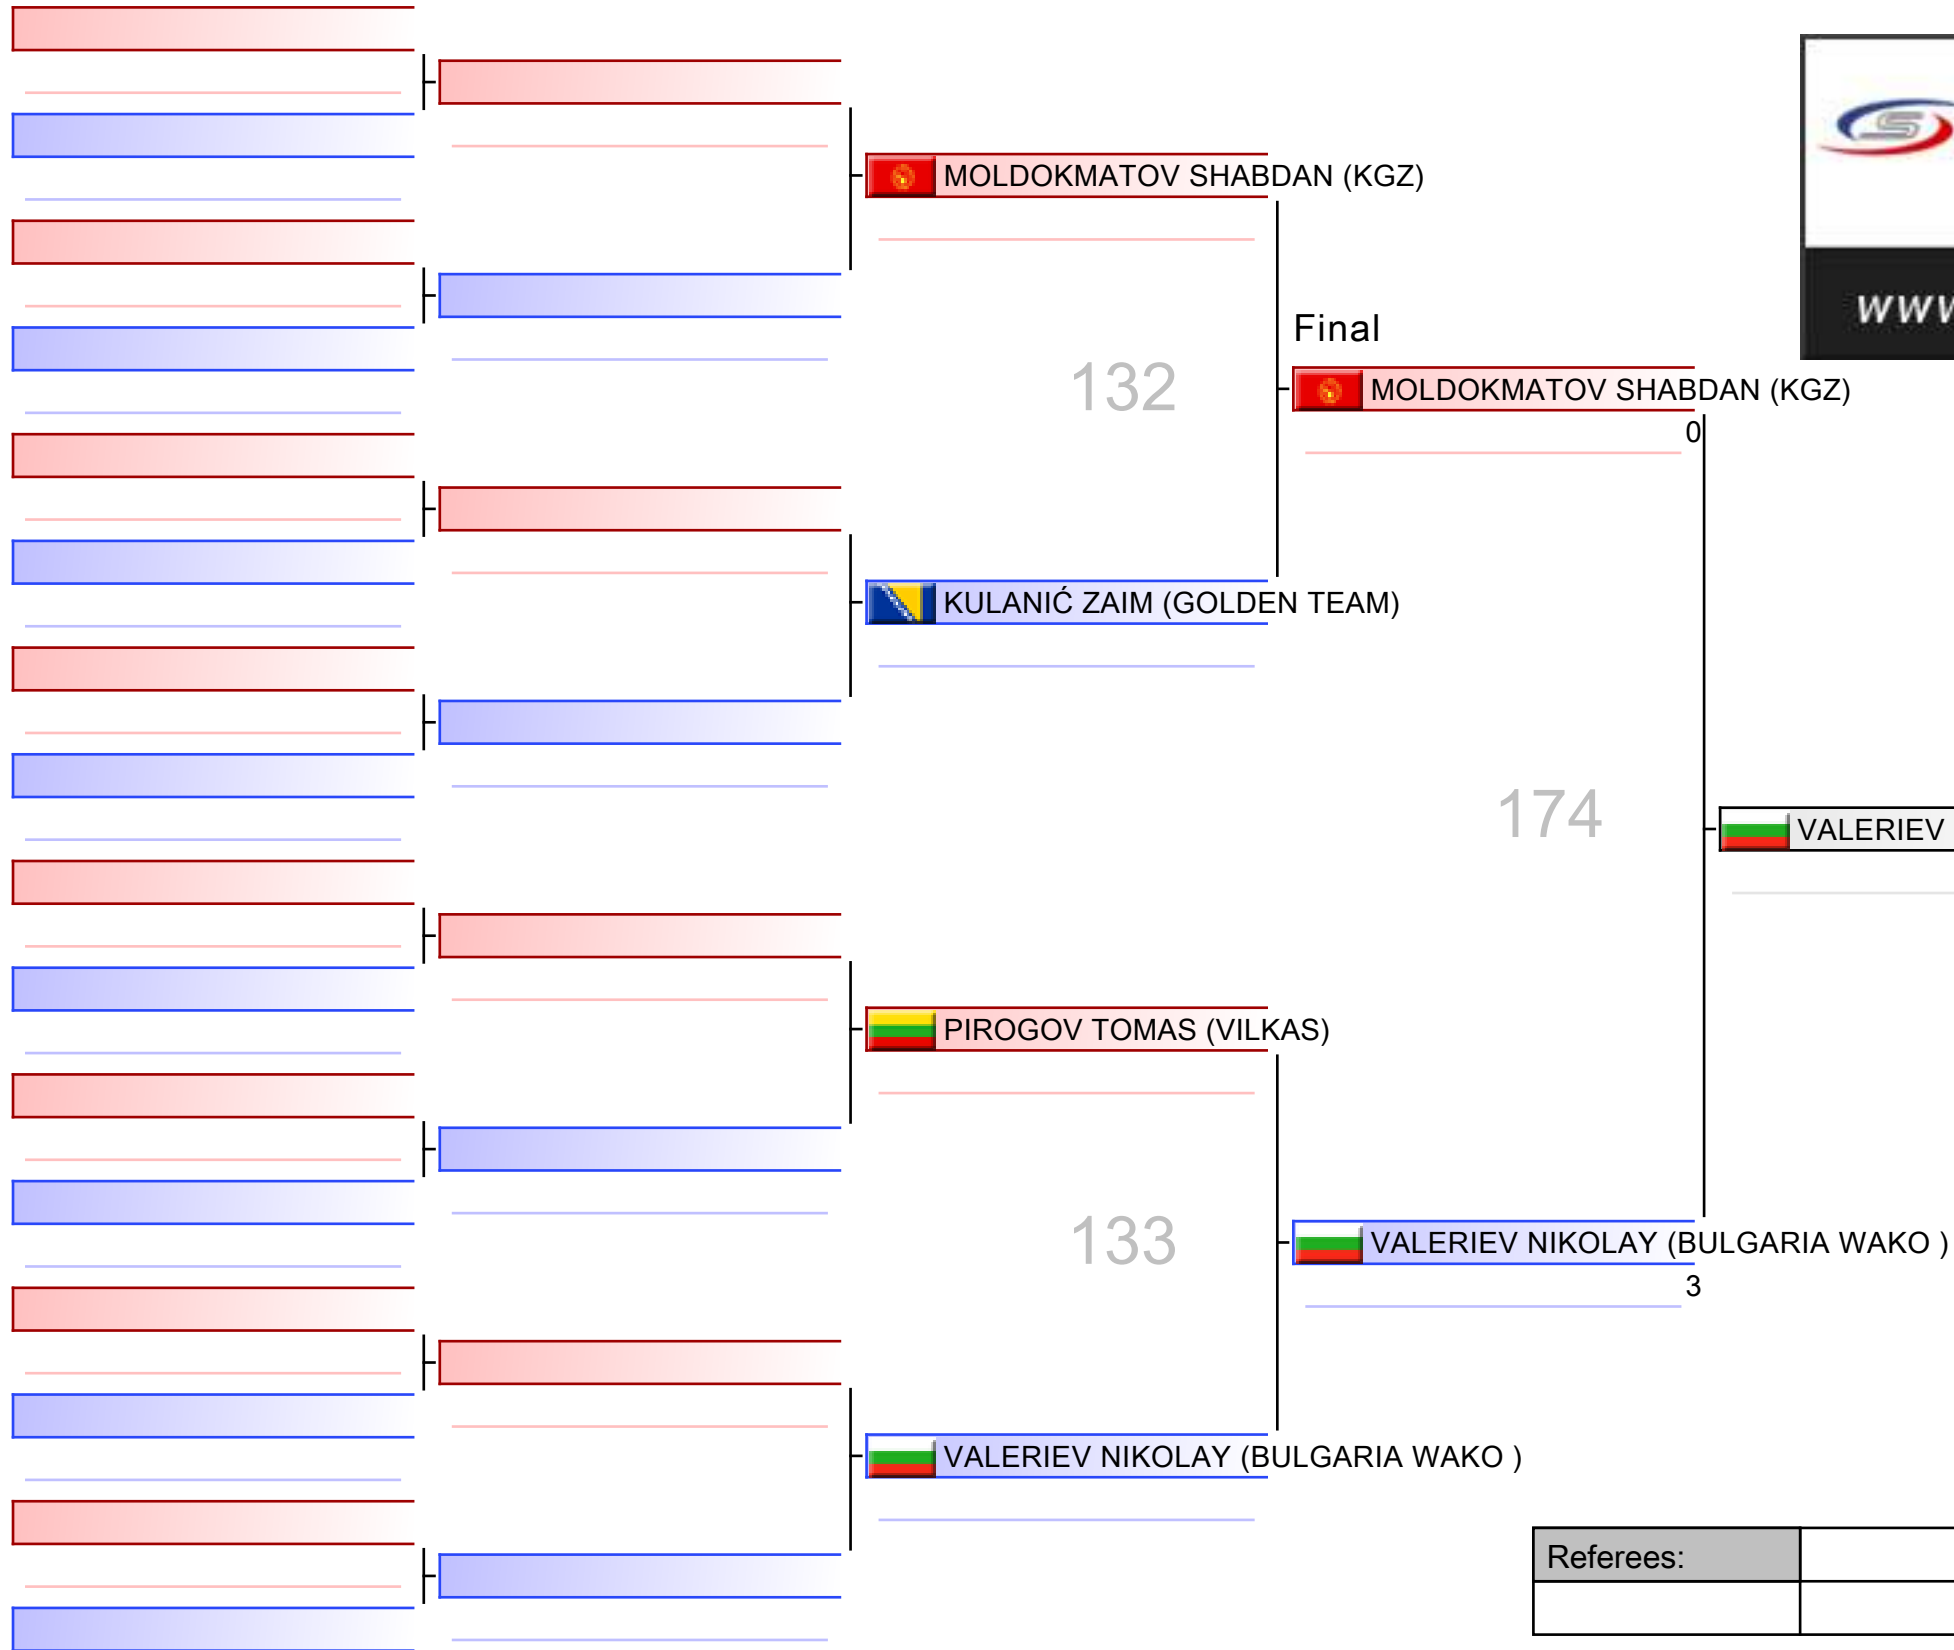 MOLDOKMATOV SHABDAN (KGZ)
Final
132
MOLDOKMATOV SHABDAN (KGZ)
0
KULANIĆ ZAIM (GOLDEN TEAM)
174
VALERIEV
PIROGOV TOMAS (VILKAS)
133
VALERIEV NIKOLAY (BULGARIA WAKO )
3
VALERIEV NIKOLAY (BULGARIA WAKO )
Referees: